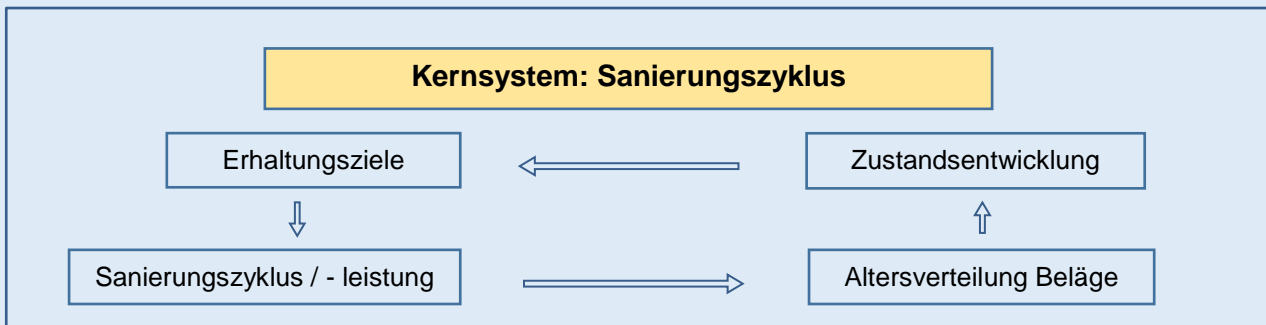 Kernsystem: Sanierungszyklus
Erhaltungsziele
Zustandsentwicklung
Sanierungszyklus / - leistung
Altersverteilung Beläge